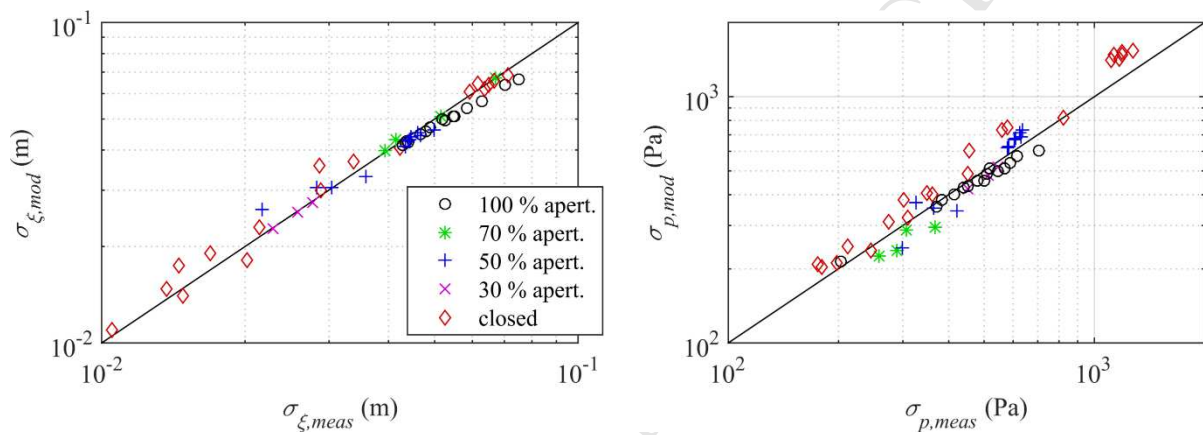 10^-1
σ_ξ,mod (m)
10^-2
10^-2
10^-1
σ_ξ,meas (m)
100 % apert.
70 % apert.
50 % apert.
30 % apert.
closed
10^3
σ_p,mod (Pa)
10^2
10^2
10^3
σ_p,meas (Pa)